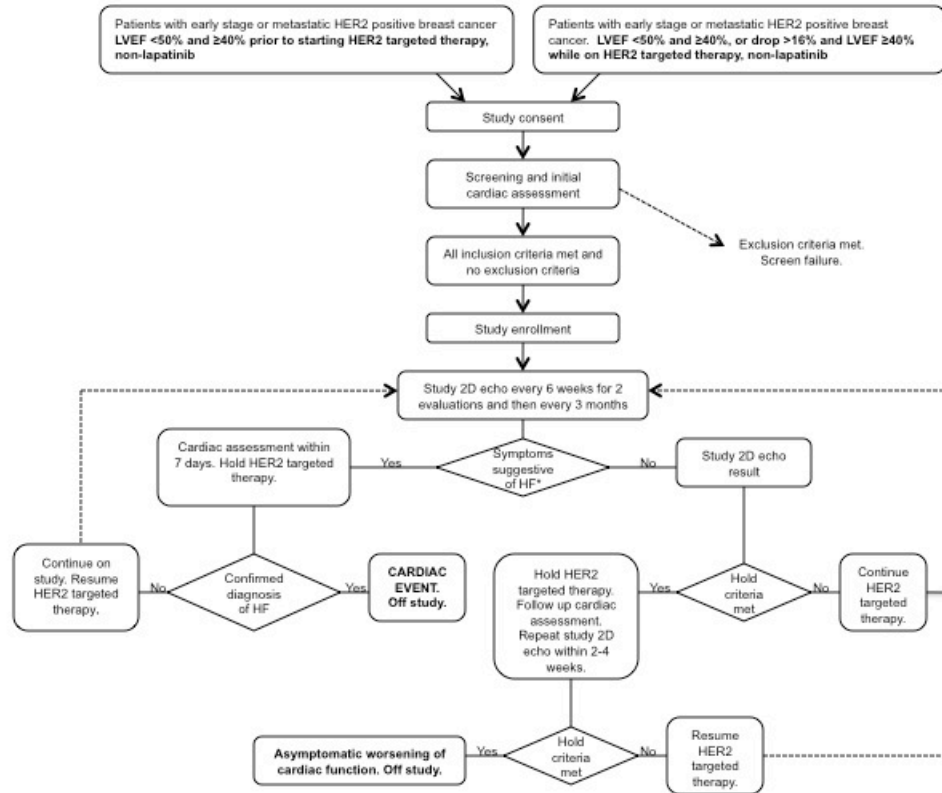 Patients with early stage or metastatic HER2 positive breast cancer
LVEF <50% and ≥40% prior to starting HER2 targeted therapy,
non-lapatinib
Patients with early stage or metastatic HER2 positive breast
cancer. LVEF <50% and ≥40%, or drop >16% and LVEF ≥40%
while on HER2 targeted therapy, non-lapatinib
Study consent
Screening and initial
cardiac assessment
Exclusion criteria met.
Screen failure.
All inclusion criteria met and
no exclusion criteria
Study enrollment
Study 2D echo every 6 weeks for 2
evaluations and then every 3 months
Cardiac assessment within
7 days. Hold HER2 targeted
therapy.
Yes
Symptoms
suggestive
of HF*
No
Study 2D echo
result
Continue on
study. Resume
HER2 targeted
therapy.
No
Confirmed
diagnosis
of HF
Yes
CARDIAC
EVENT.
Off study.
Hold HER2
targeted therapy.
Follow up cardiac
assessment.
Repeat study 2D
echo within 2-4
weeks.
Yes
Hold
criteria
met
No
Continue
HER2
targeted
therapy.
Asymptomatic worsening of
cardiac function. Off study.
Yes
Hold
criteria
met
No
Resume
HER2
targeted
therapy.